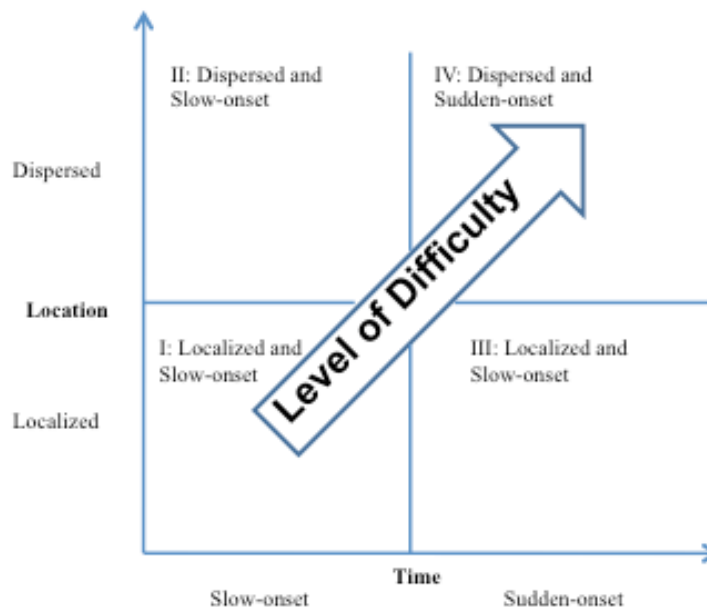 II: Dispersed and
Slow-onset
IV: Dispersed and
Sudden-onset
Dispersed
Level of Difficulty
Location
I: Localized and
Slow-onset
III: Localized and
Slow-onset
Localized
Time
Slow-onset
Sudden-onset